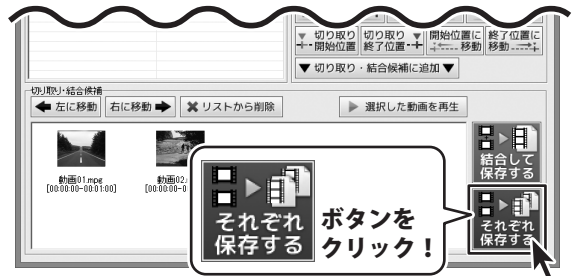 切り取り
開始位置
切り取り
終了位置
開始位置に
移動
終了位置に
移動
▼ 切り取り・結合候補に追加 ▼
切り取り・結合候補
左に移動
右に移動
リストから削除
選択した動画を再生
動画01.mpg
[00:00:00-00:01:00]
動画02
[00:00:00-0
結合して
保存する
それぞれ
保存する
ボタンを
クリック!
それぞれ
保存する